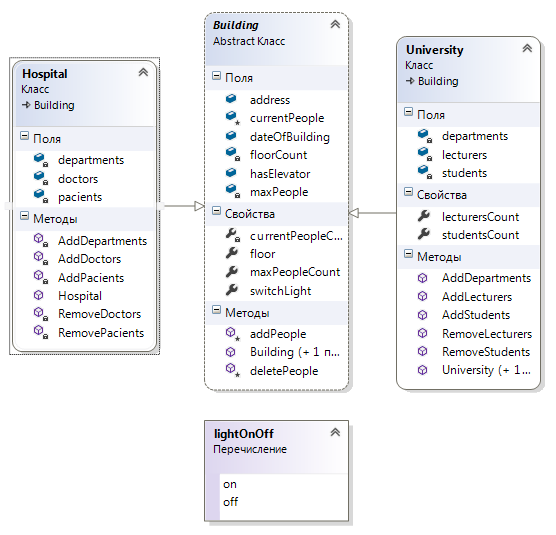 Hospital
Класс
Building
Поля
departments
doctors
pacients
Методы
AddDepartments
AddDoctors
AddPacients
Hospital
RemoveDoctors
RemovePacients
Building
Abstract Класс
Поля
address
currentPeople
dateOfBuilding
floorCount
hasElevator
maxPeople
Свойства
currentPeopleC...
floor
maxPeopleCount
switchLight
Методы
addPeople
Building (+ 1 п...
deletePeople
University
Класс
Building
Поля
departments
lecturers
students
Свойства
lecturersCount
studentsCount
Методы
AddDepartments
AddLecturers
AddStudents
RemoveLecturers
RemoveStudents
University (+ 1...
lightOnOff
Перечисление
on
off